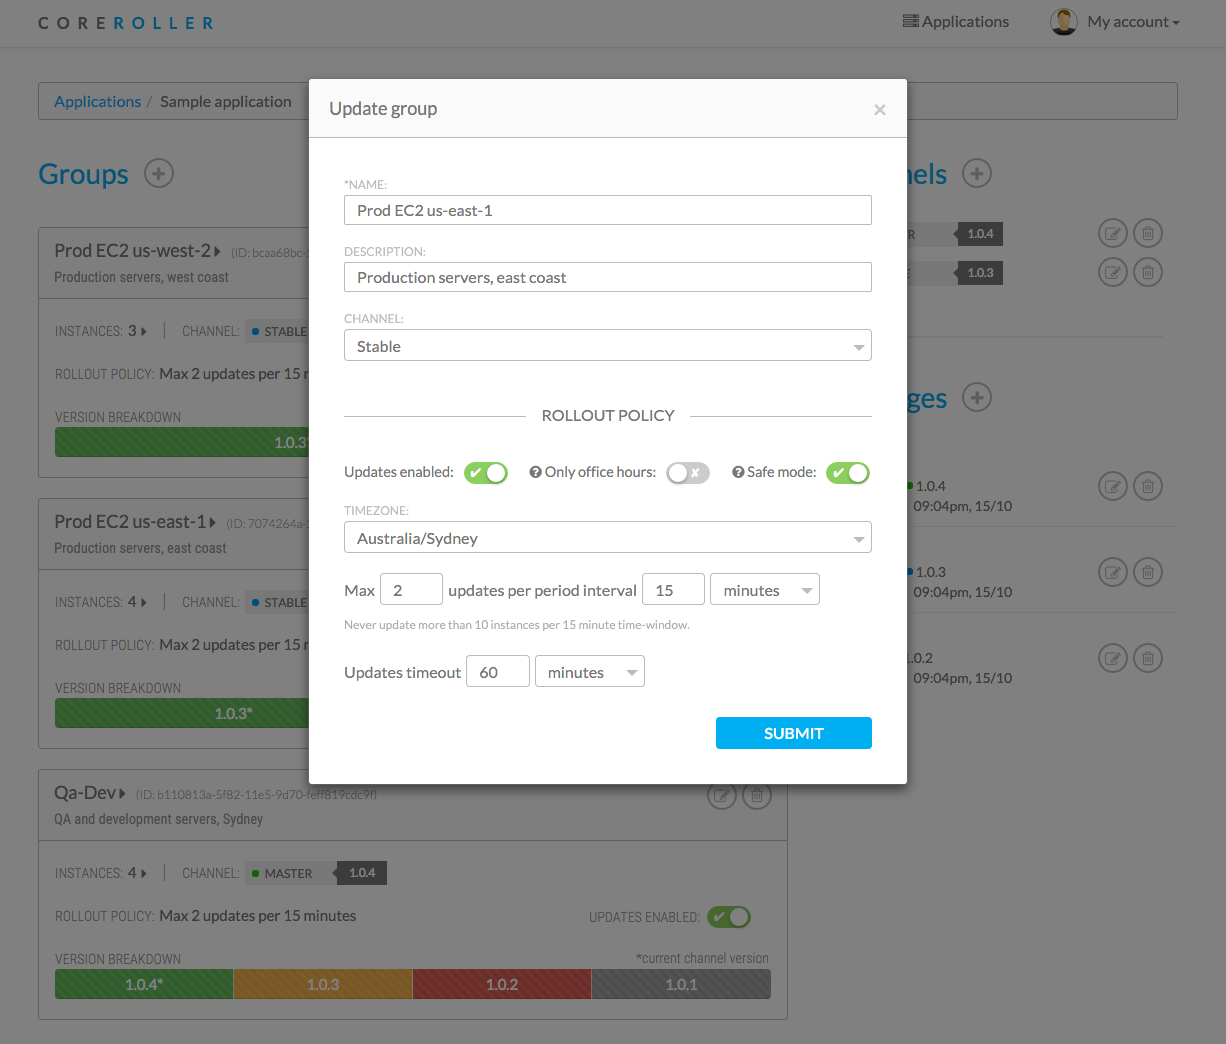 COREROLLER
Applications
My account
Applications / Sample application
Update group
×
Groups
nels
*NAME:
Prod EC2 us-east-1
DESCRIPTION:
Production servers, east coast
CHANNEL:
Stable
ROLLOUT POLICY
Updates enabled:
Only office hours:
Safe mode:
TIMEZONE:
Australia/Sydney
Max 2 updates per period interval 15 minutes
Never update more than 10 instances per 15 minute time-window.
Updates timeout 60 minutes
SUBMIT
Prod EC2 us-west-2 (ID: bcaa68bc-
Production servers, west coast
INSTANCES: 3 CHANNEL: STABLE
ROLLOUT POLICY: Max 2 updates per 15 m
VERSION BREAKDOWN
1.0.3*
Prod EC2 us-east-1 (ID: 7074264a-
Production servers, east coast
INSTANCES: 4 CHANNEL: STABLE
ROLLOUT POLICY: Max 2 updates per 15 m
VERSION BREAKDOWN
1.0.3*
Qa-Dev (ID: b110813a-5f82-11e5-9d70-feff819cdc9f)
QA and development servers, Sydney
INSTANCES: 4 CHANNEL: MASTER 1.0.4
ROLLOUT POLICY: Max 2 updates per 15 minutes
UPDATES ENABLED:
VERSION BREAKDOWN
*current channel version
1.0.4* 1.0.3 1.0.2 1.0.1
R 1.0.4
E 1.0.3
ges
1.0.4
09:04pm, 15/10
1.0.3
09:04pm, 15/10
1.0.2
09:04pm, 15/10